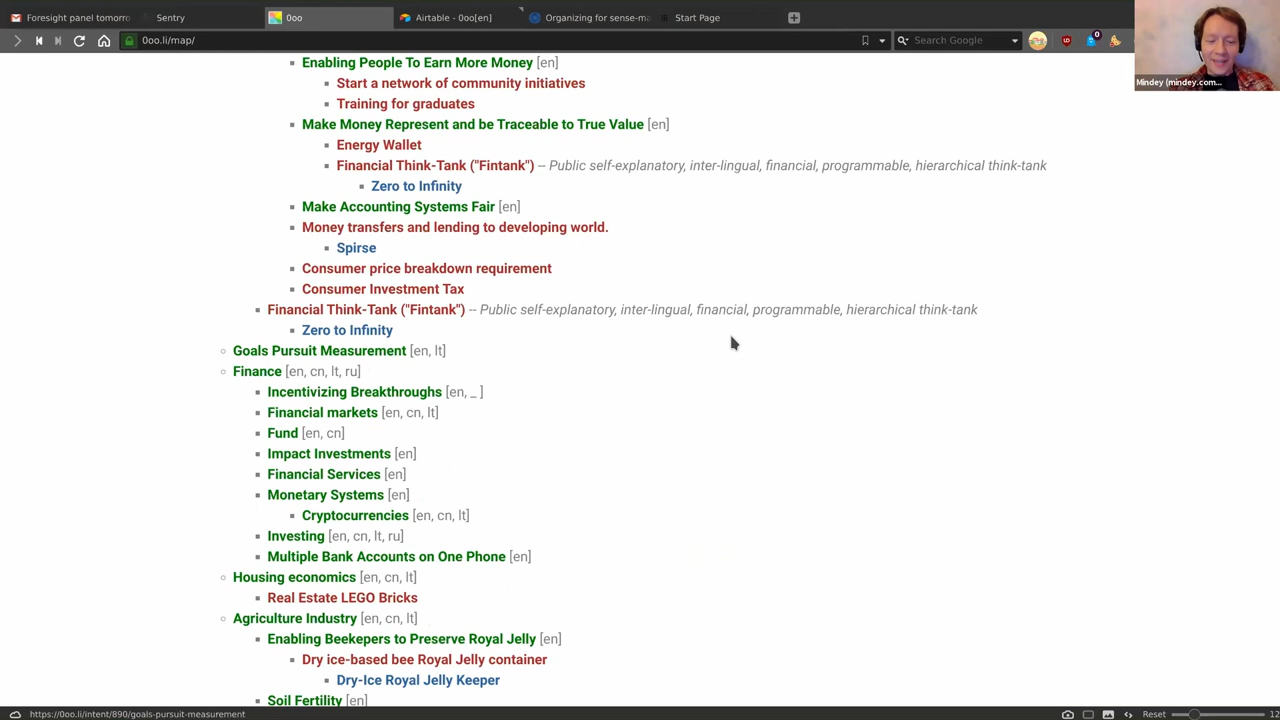 Foresight panel tomorro
Sentry
0oo
Airtable - 0oo[en]
Organizing for sense-ma
Start Page
0oo.li/map/
Search Google
0
Mindey (mindey.com...
Enabling People To Earn More Money [en]
Start a network of community initiatives
Training for graduates
Make Money Represent and be Traceable to True Value [en]
Energy Wallet
Financial Think-Tank ("Fintank") -- Public self-explanatory, inter-lingual, financial, programmable, hierarchical think-tank
Zero to Infinity
Make Accounting Systems Fair [en]
Money transfers and lending to developing world.
Spirse
Consumer price breakdown requirement
Consumer Investment Tax
Financial Think-Tank ("Fintank") -- Public self-explanatory, inter-lingual, financial, programmable, hierarchical think-tank
Zero to Infinity
Goals Pursuit Measurement [en, lt]
Finance [en, cn, lt, ru]
Incentivizing Breakthroughs [en, _ ]
Financial markets [en, cn, lt]
Fund [en, cn]
Impact Investments [en]
Financial Services [en]
Monetary Systems [en]
Cryptocurrencies [en, cn, lt]
Investing [en, cn, lt, ru]
Multiple Bank Accounts on One Phone [en]
Housing economics [en, cn, lt]
Real Estate LEGO Bricks
Agriculture Industry [en, cn, lt]
Enabling Beekepers to Preserve Royal Jelly [en]
Dry ice-based bee Royal Jelly container
Dry-Ice Royal Jelly Keeper
Soil Fertility [en]
https://0oo.li/intent/890/goals-pursuit-measurement
Reset
12